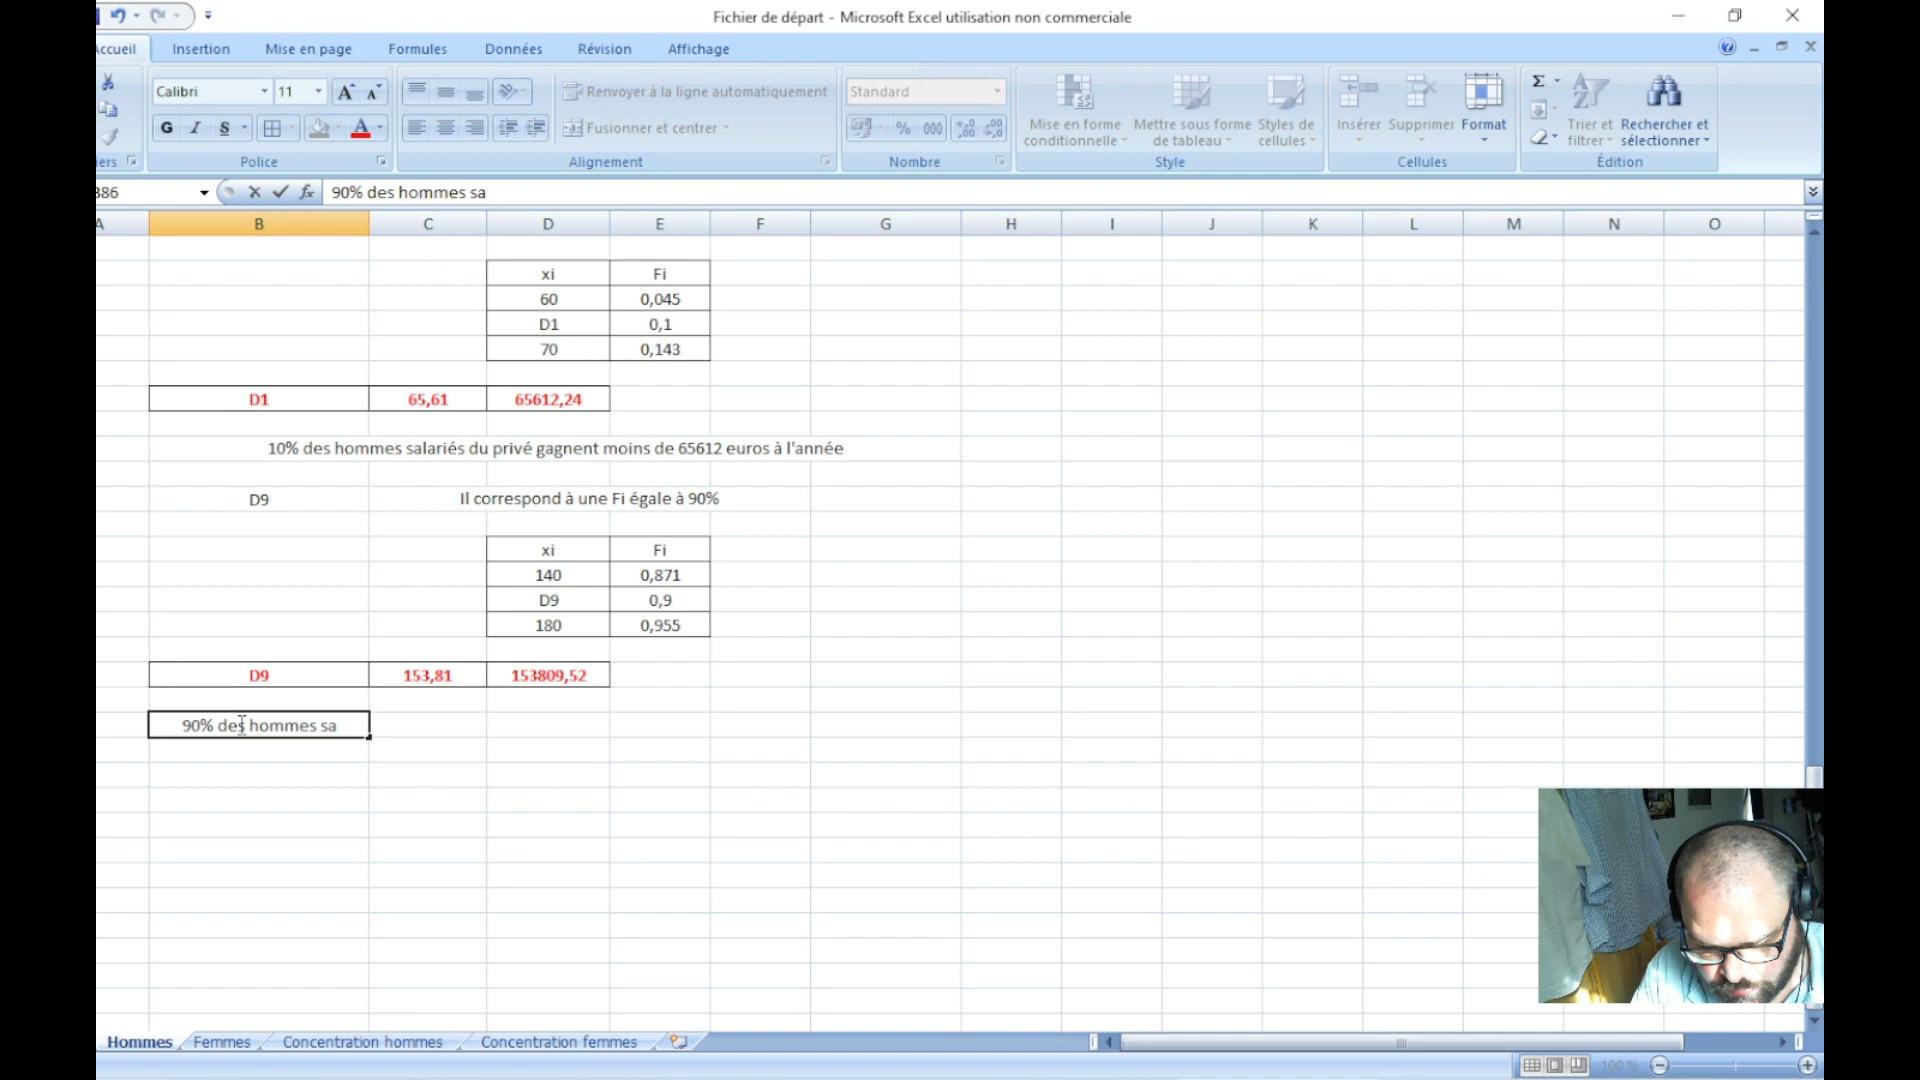 Fichier de départ - Microsoft Excel utilisation non commerciale
ccueil Insertion Mise en page Formules Données Révision Affichage
Calibri 11 Renvoyer à la ligne automatiquement Standard
G I S Fusionner et centrer % 000
Mise en forme conditionnelle Mettre sous forme de tableau Styles de cellules Insérer Supprimer Format Trier et filtrer Rechercher et sélectionner
iers Police Alignement Nombre Style Cellules Édition
B86 fx 90% des hommes sa
A B C D E F G H I J K L M N O
xi Fi
60 0,045
D1 0,1
70 0,143
D1 65,61 65612,24
10% des hommes salariés du privé gagnent moins de 65612 euros à l'année
D9 Il correspond à une Fi égale à 90%
xi Fi
140 0,871
D9 0,9
180 0,955
D9 153,81 153809,52
90% des hommes sa
Hommes Femmes Concentration hommes Concentration femmes
100 %